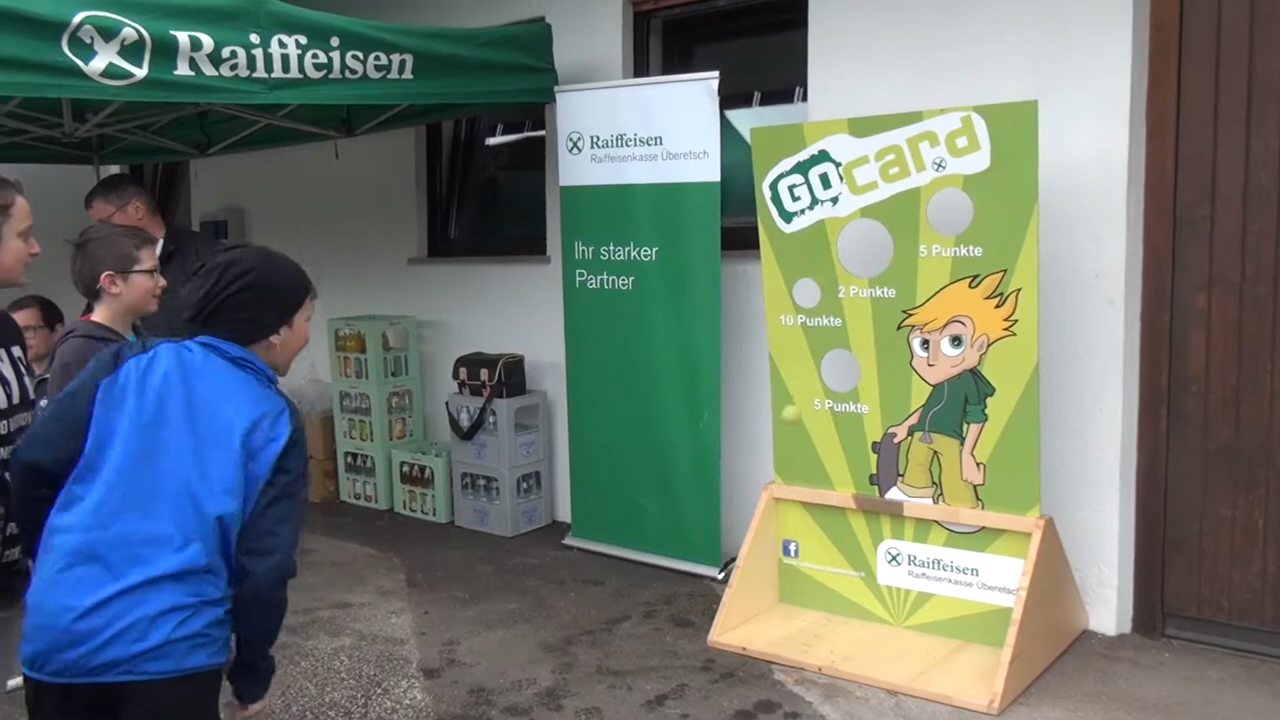 Raiffeisen
Raiffeisen
Raiffeisenkasse Überetsch
Ihr starker
Partner
GOcard
5 Punkte
2 Punkte
10 Punkte
5 Punkte
f
Raiffeisen
Raiffeisenkasse Überetsch